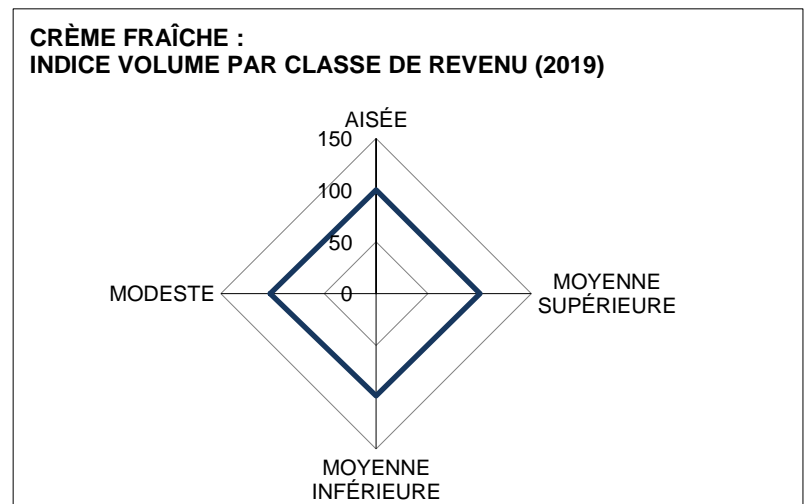 CRÈME FRAÎCHE :
INDICE VOLUME PAR CLASSE DE REVENU (2019)
AISÉE
150
100
50
0
MODESTE
MOYENNE
SUPÉRIEURE
MOYENNE
INFÉRIEURE